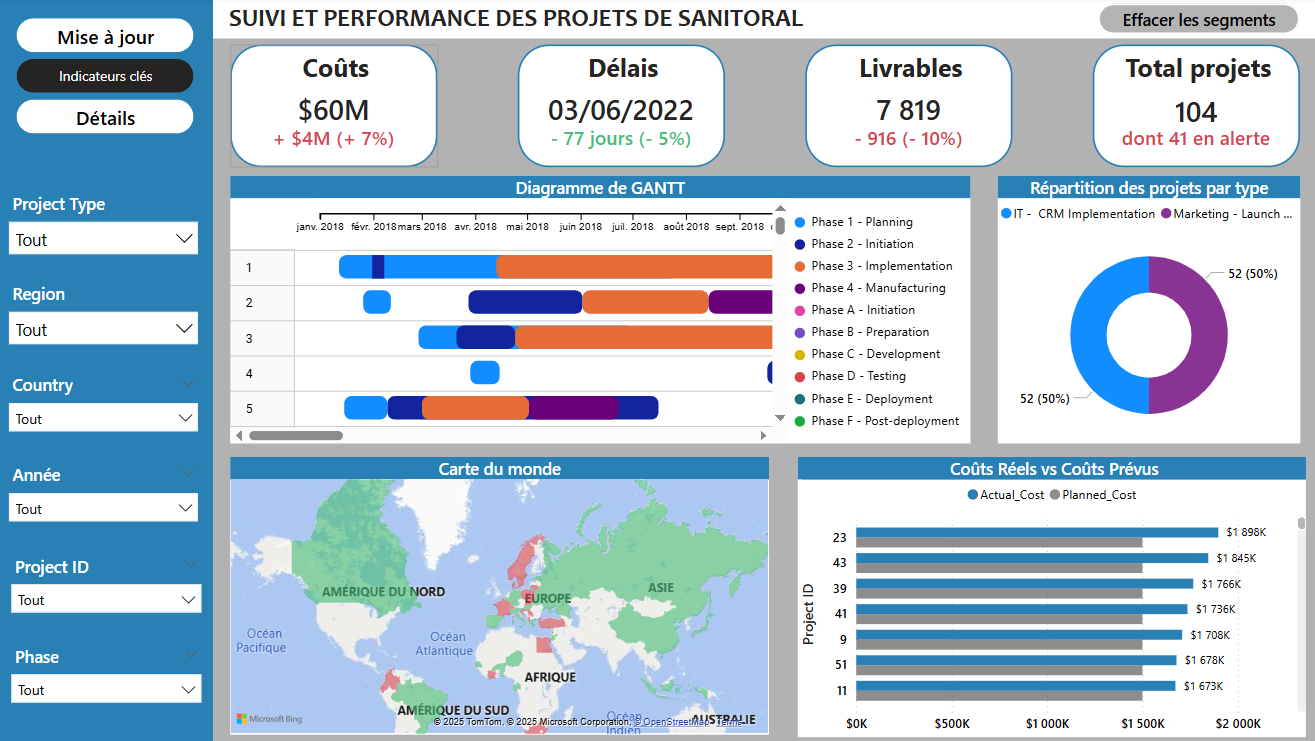 SUIVI ET PERFORMANCE DES PROJETS DE SANITORAL
Effacer les segments
Mise à jour
Indicateurs clés
Détails
Project Type
Tout
Region
Tout
Country
Tout
Année
Tout
Project ID
Tout
Phase
Tout
Coûts
$60M
+ $4M (+ 7%)
Délais
03/06/2022
- 77 jours (- 5%)
Livrables
7 819
- 916 (- 10%)
Total projets
104
dont 41 en alerte
Diagramme de GANTT
janv. 2018 févr. 2018 mars 2018 avr. 2018 mai 2018 juin 2018 juil. 2018 août 2018 sept. 2018
1
2
3
4
5
Phase 1 - Planning
Phase 2 - Initiation
Phase 3 - Implementation
Phase 4 - Manufacturing
Phase A - Initiation
Phase B - Preparation
Phase C - Development
Phase D - Testing
Phase E - Deployment
Phase F - Post-deployment
Répartition des projets par type
IT - CRM Implementation Marketing - Launch ...
52 (50%)
52 (50%)
Carte du monde
AMÉRIQUE DU NORD
EUROPE
ASIE
Océan
Pacifique
Océan
Atlantique
AFRIQUE
AMÉRIQUE DU SUD
Océan
Indien
AUSTRALIE
Microsoft Bing
© 2025 TomTom, © 2025 Microsoft Corporation, © OpenStreetMap Terms
Coûts Réels vs Coûts Prévus
Actual_Cost Planned_Cost
Project ID
23 $1 898K
43 $1 845K
39 $1 766K
41 $1 736K
9 $1 708K
51 $1 678K
11 $1 673K
$0K $500K $1 000K $1 500K $2 000K